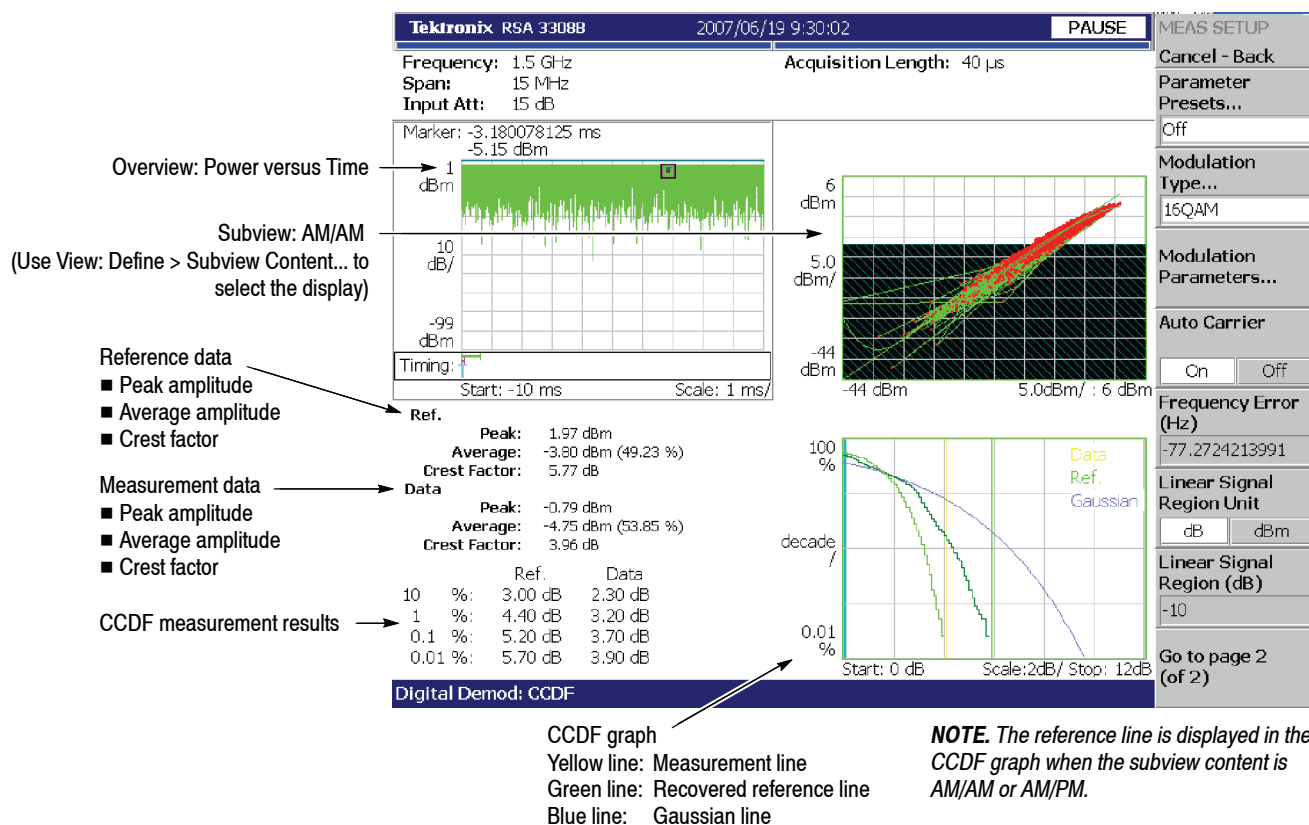 Tektronix RSA 3308B 2007/06/19 9:30:02 PAUSE
Frequency: 1.5 GHz
Span: 15 MHz
Input Att: 15 dB
Acquisition Length: 40 µs
Marker: -3.180078125 ms
-5.15 dBm
1
dBm
10
dB/
-99
dBm
Timing:
Start: -10 ms Scale: 1 ms/
6
dBm
5.0
dBm/
-44
dBm
-44 dBm 5.0dBm/ : 6 dBm
Ref.
Peak: 1.97 dBm
Average: -3.80 dBm (49.23 %)
Crest Factor: 5.77 dB
Data
Peak: -0.79 dBm
Average: -4.75 dBm (53.85 %)
Crest Factor: 3.96 dB
Ref. Data
10 %: 3.00 dB 2.30 dB
1 %: 4.40 dB 3.20 dB
0.1 %: 5.20 dB 3.70 dB
0.01 %: 5.70 dB 3.90 dB
100
%
decade
/
0.01
%
Data
Ref.
Gaussian
Start: 0 dB Scale:2dB/ Stop: 12dB
Digital Demod: CCDF
MEAS SETUP
Cancel - Back
Parameter
Presets...
Off
Modulation
Type...
16QAM
Modulation
Parameters...
Auto Carrier
On Off
Frequency Error
(Hz)
-77.2724213991
Linear Signal
Region Unit
dB dBm
Linear Signal
Region (dB)
-10
Go to page 2
(of 2)
Overview: Power versus Time
Subview: AM/AM
(Use View: Define > Subview Content... to
select the display)
Reference data
■ Peak amplitude
■ Average amplitude
■ Crest factor
Measurement data
■ Peak amplitude
■ Average amplitude
■ Crest factor
CCDF measurement results
CCDF graph
Yellow line: Measurement line
Green line: Recovered reference line
Blue line: Gaussian line
NOTE. The reference line is displayed in the
CCDF graph when the subview content is
AM/AM or AM/PM.